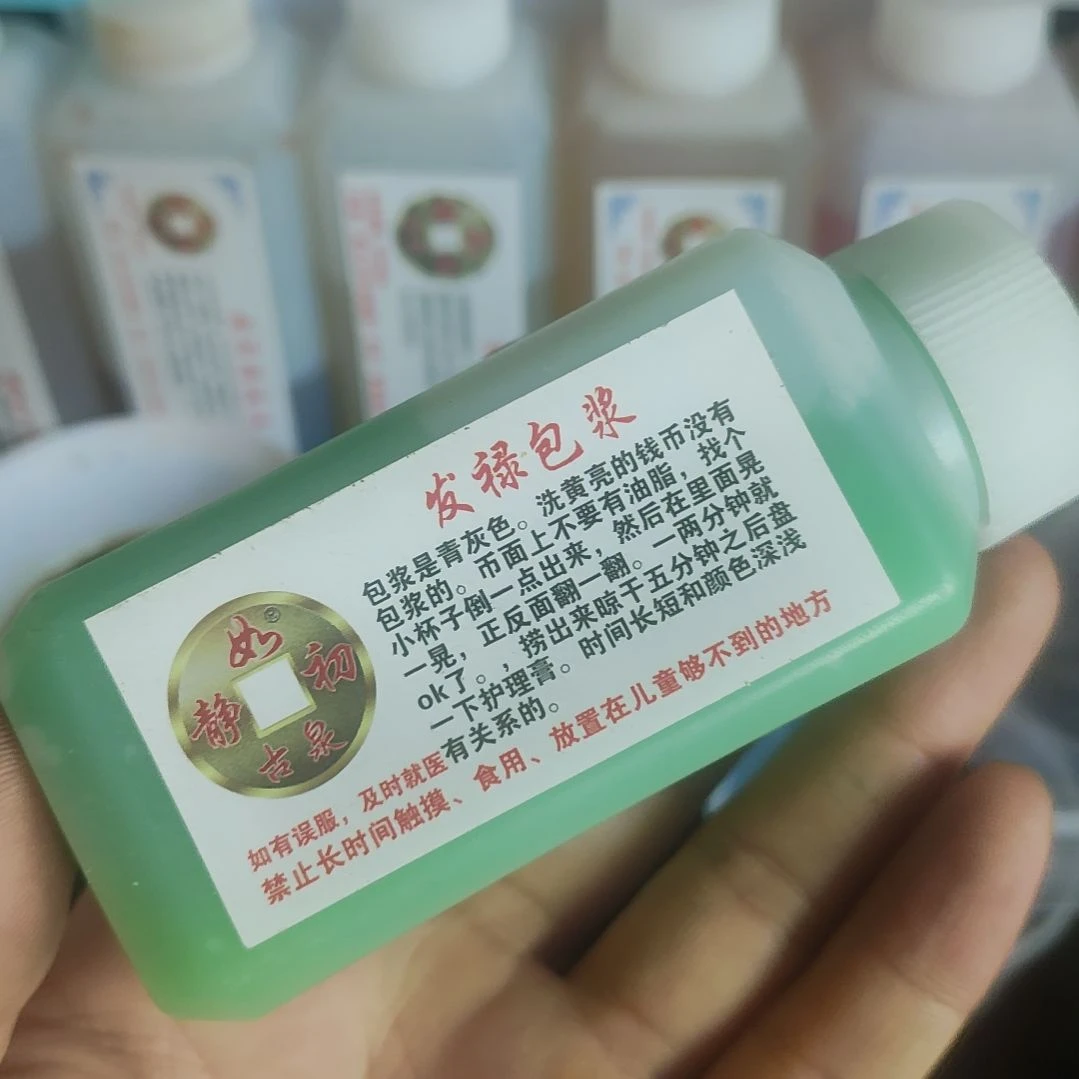 发禄包浆
包浆是青灰色。洗黄亮的钱币没有
包浆的。币面上不要有油脂，找个
小杯子倒一点出来，然后在里面晃
一晃，正反面翻一翻。一两分钟就
ok了。，捞出来晾干五分钟之后盘
一下护理膏。时间长短和颜色深浅
有关系的。
如初
静
古泉
如有误服，及时就医
禁止长时间触摸、食用、放置在儿童够不到的地方